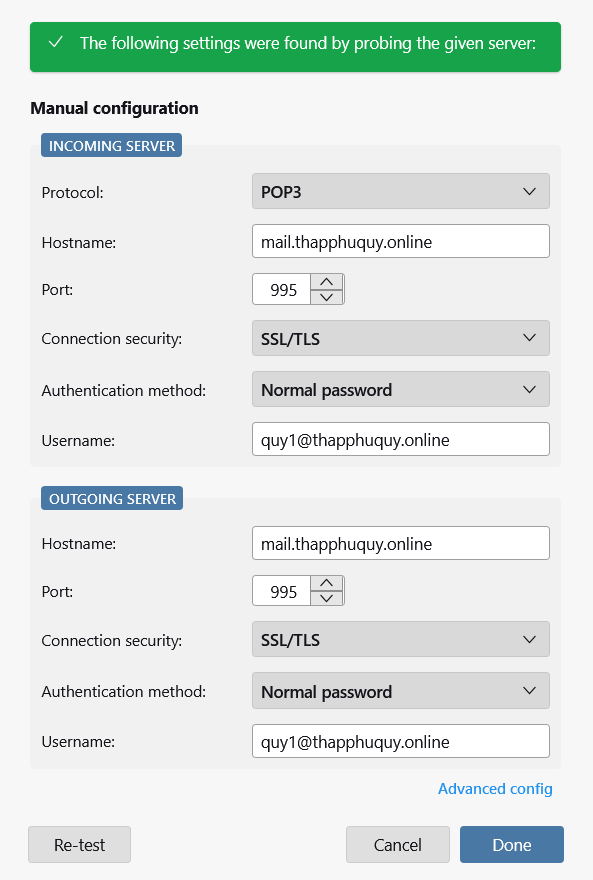 The following settings were found by probing the given server:
Manual configuration
INCOMING SERVER
Protocol: POP3
Hostname: mail.thapphuquy.online
Port: 995
Connection security: SSL/TLS
Authentication method: Normal password
Username: quy1@thapphuquy.online
OUTGOING SERVER
Hostname: mail.thapphuquy.online
Port: 995
Connection security: SSL/TLS
Authentication method: Normal password
Username: quy1@thapphuquy.online
Advanced config
Re-test Cancel Done